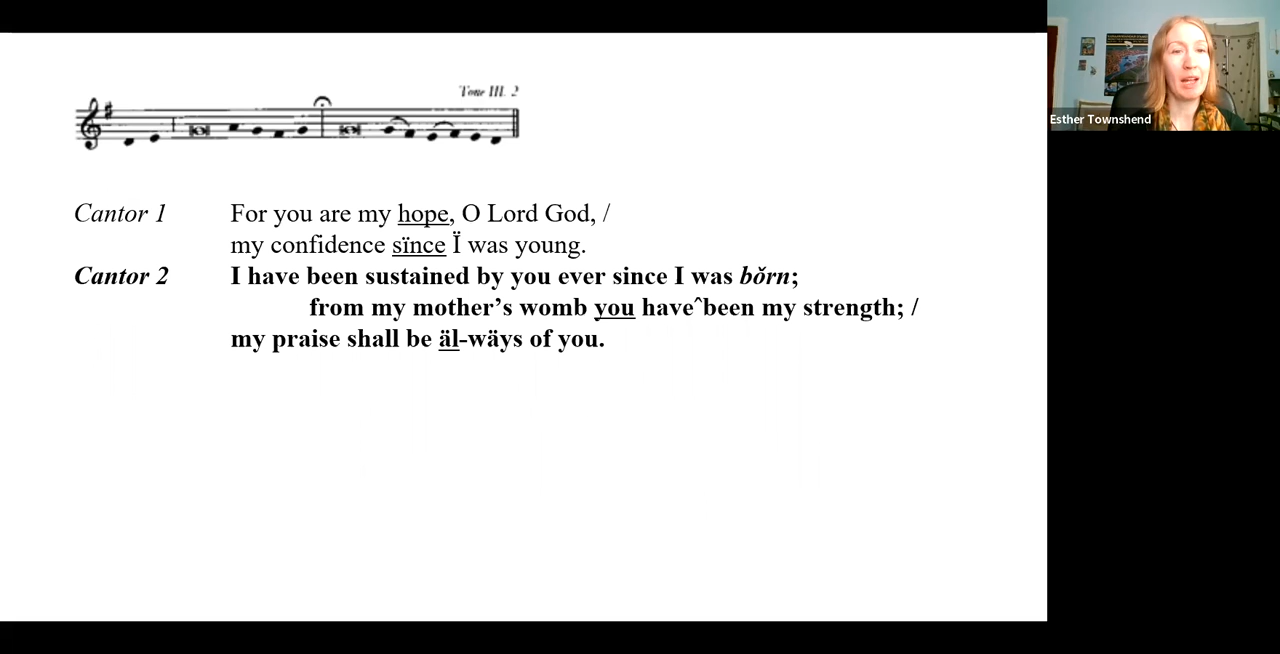 Tone III. 2
Esther Townshend
Cantor 1 For you are my hope, O Lord God, /
my confidence sïnce Ï was young.
Cantor 2 I have been sustained by you ever since I was bŏrn;
from my mother’s womb you haveˆbeen my strength; /
my praise shall be äl-wäys of you.